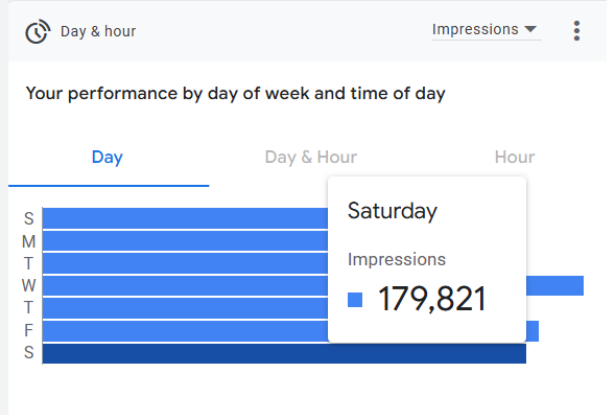 Day & hour
Impressions
Your performance by day of week and time of day
Day
Day & Hour
Hour
S
M
T
W
T
F
S
Saturday
Impressions
179,821